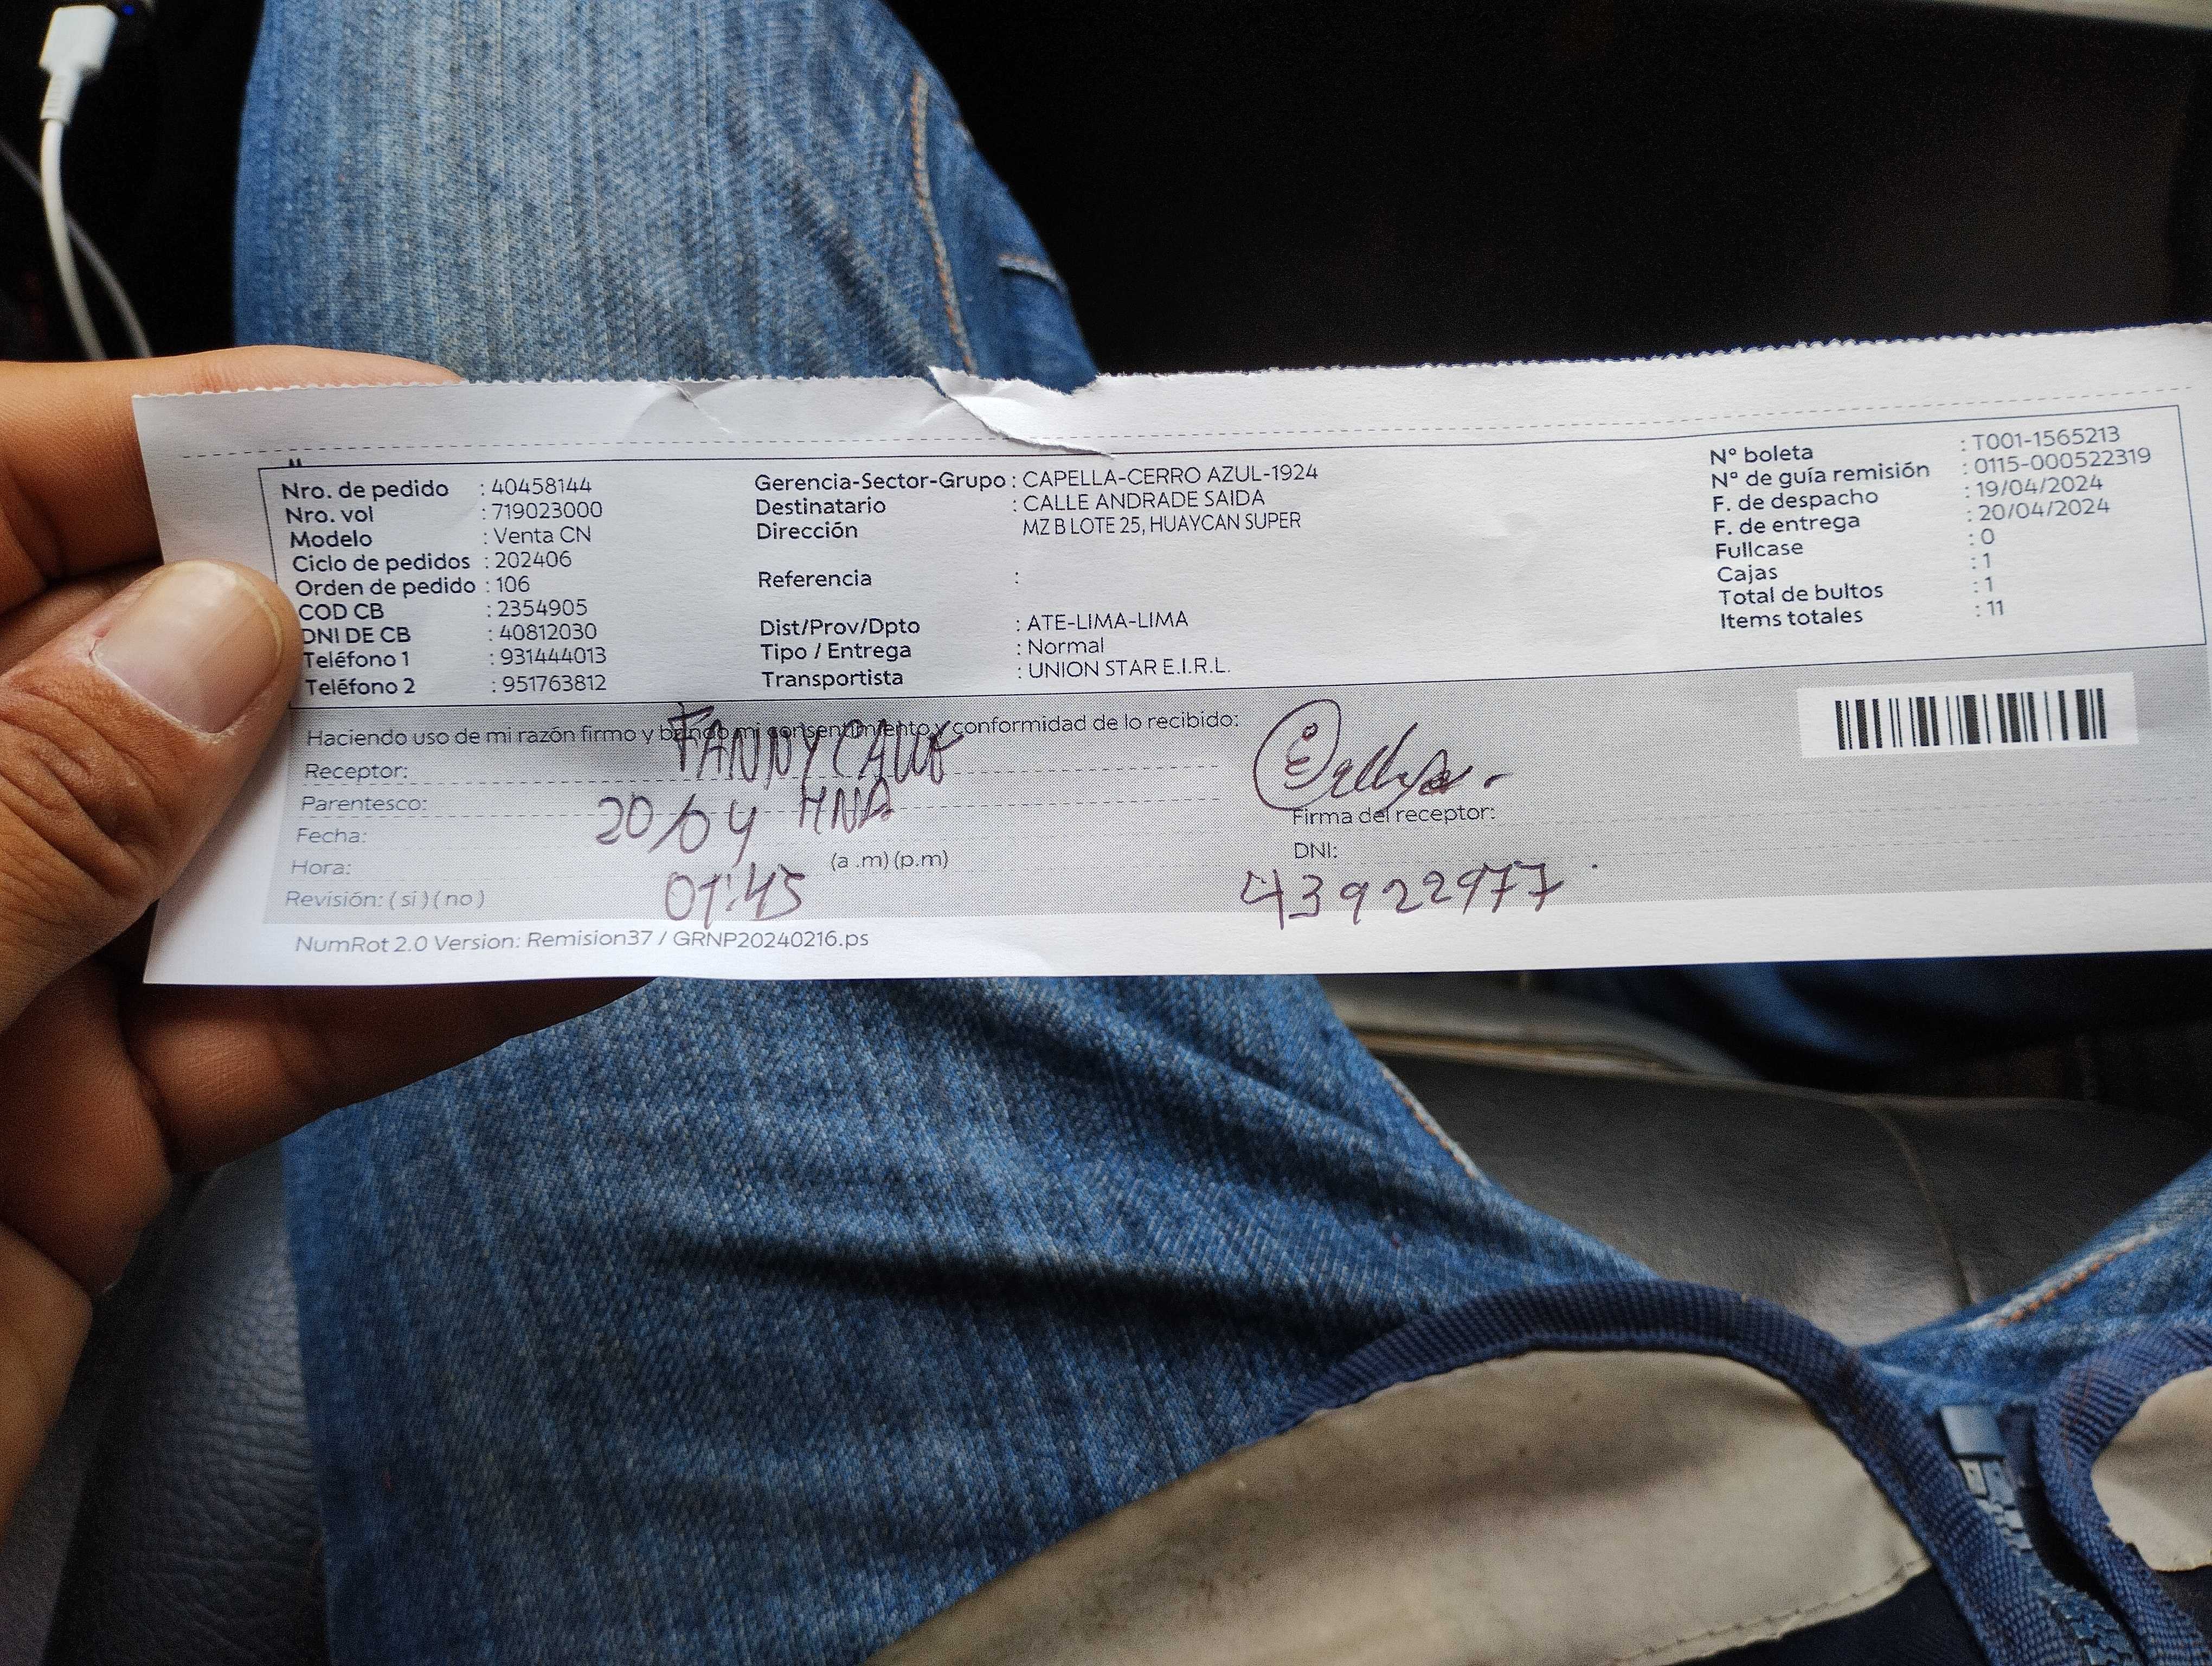 Nro. de pedido : 40458144
Nro. vol : 719023000
Modelo : Venta CN
Ciclo de pedidos : 202406
Orden de pedido : 106
COD CB : 2354905
DNI DE CB : 40812030
Teléfono 1 : 931444013
Teléfono 2 : 951763812
Gerencia-Sector-Grupo : CAPELLA-CERRO AZUL-1924
Destinatario : CALLE ANDRADE SAIDA
Dirección MZ B LOTE 25, HUAYCAN SUPER
Referencia :
Dist/Prov/Dpto : ATE-LIMA-LIMA
Tipo / Entrega : Normal
Transportista : UNION STAR E.I.R.L.
N° boleta : T001-1565213
N° de guía remisión : 0115-000522319
F. de despacho : 19/04/2024
F. de entrega : 20/04/2024
Fullcase : 0
Cajas : 1
Total de bultos : 1
Items totales : 11
Haciendo uso de mi razón firmo y brindo mi consentimiento y conformidad de lo recibido:
Receptor: FANNY
Parentesco: HNA
Fecha: 20/04
Hora: 01:45 (a .m) (p.m)
Revisión: ( si ) ( no )
Firma del receptor:
DNI:
43922977
NumRot 2.0 Version: Remision37 / GRNP20240216.ps